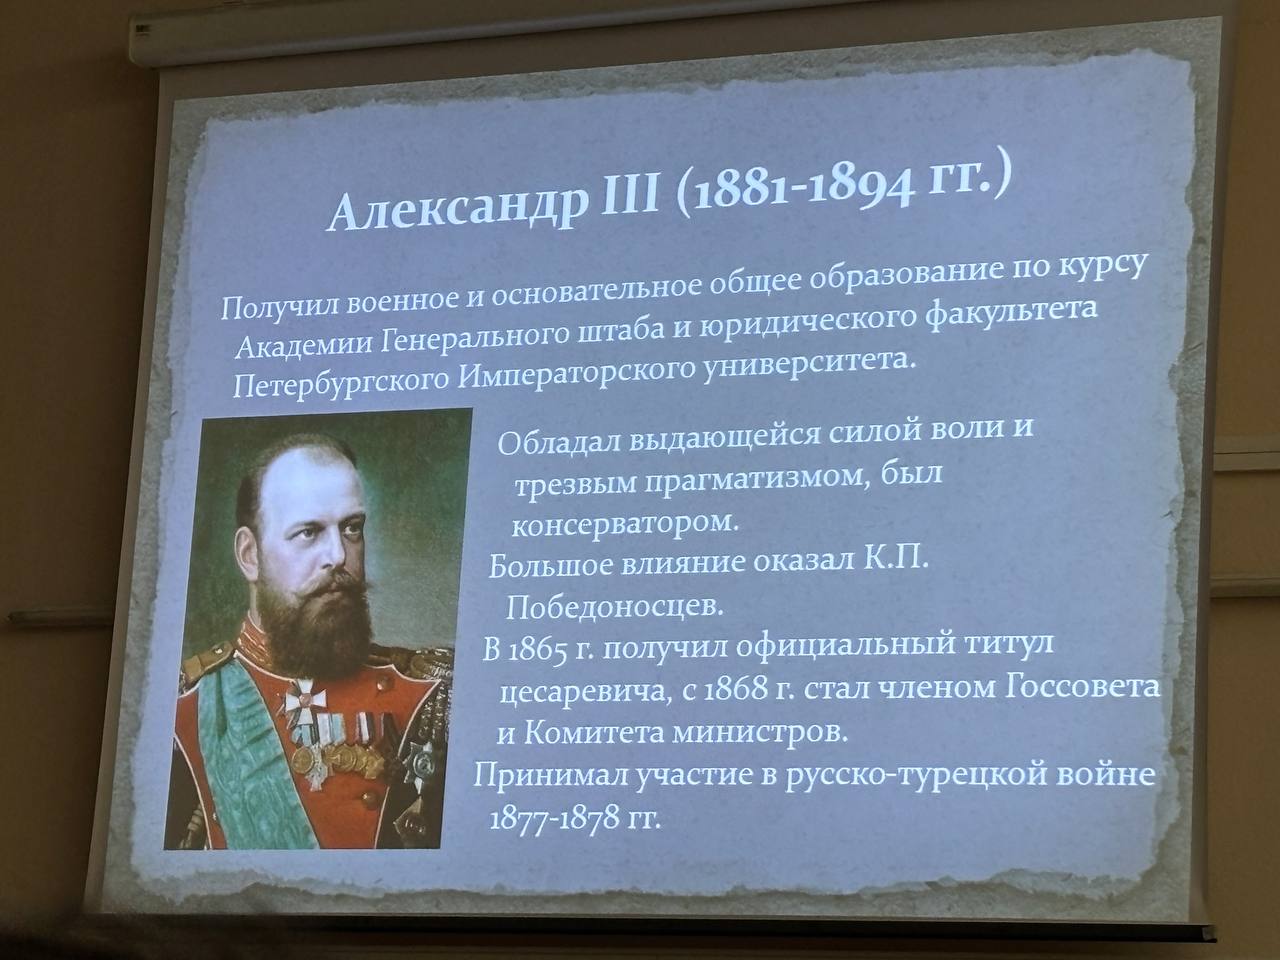 Александр III (1881-1894 гг.)
Получил военное и основательное общее образование по курсу
Академии Генерального штаба и юридического факультета
Петербургского Императорского университета.
Обладал выдающейся силой воли и
трезвым прагматизмом, был
консерватором.
Большое влияние оказал К.П.
Победоносцев.
В 1865 г. получил официальный титул
цесаревича, с 1868 г. стал членом Госсовета
и Комитета министров.
Принимал участие в русско-турецкой войне
1877-1878 гг.